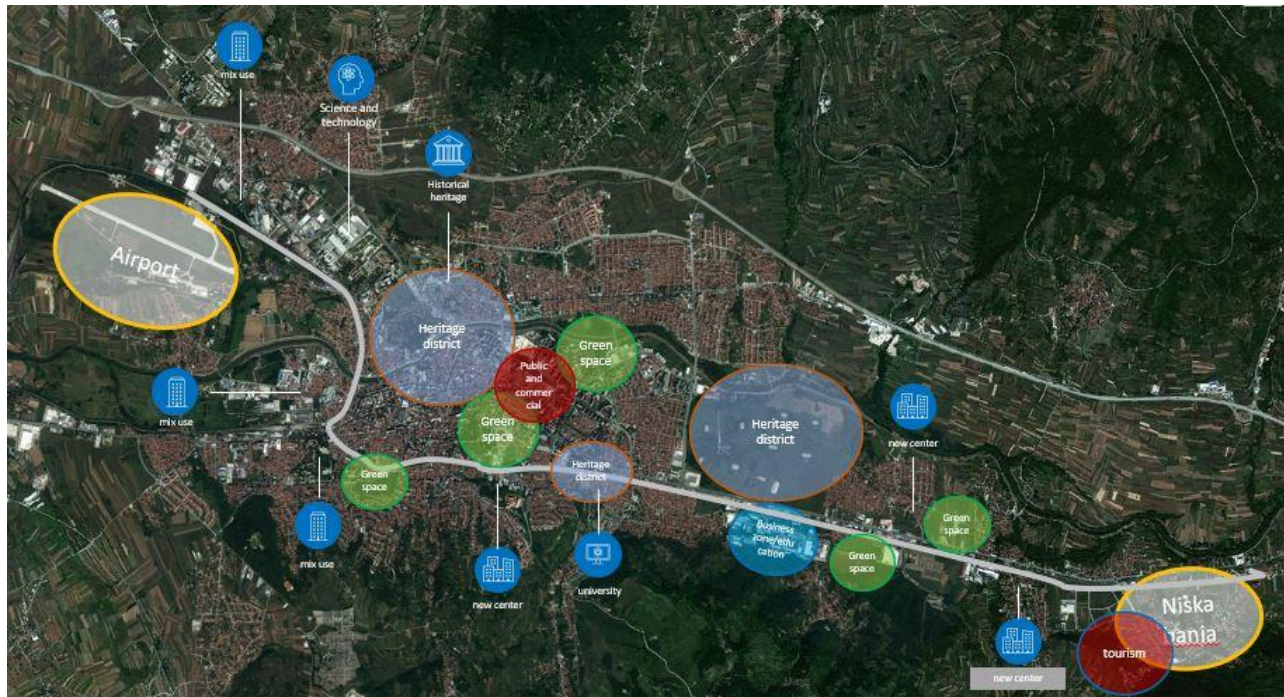 mix use
Science and
technology
Historical
heritage
Airport
Heritage
district
Green
space
Public
and
commer
cial
Green
space
mix use
Heritage
district
new center
Green
space
Heritage
district
mix use
new center
university
Business
zone/edu
cation
Green
space
Green
space
Niška
banja
tourism
new center